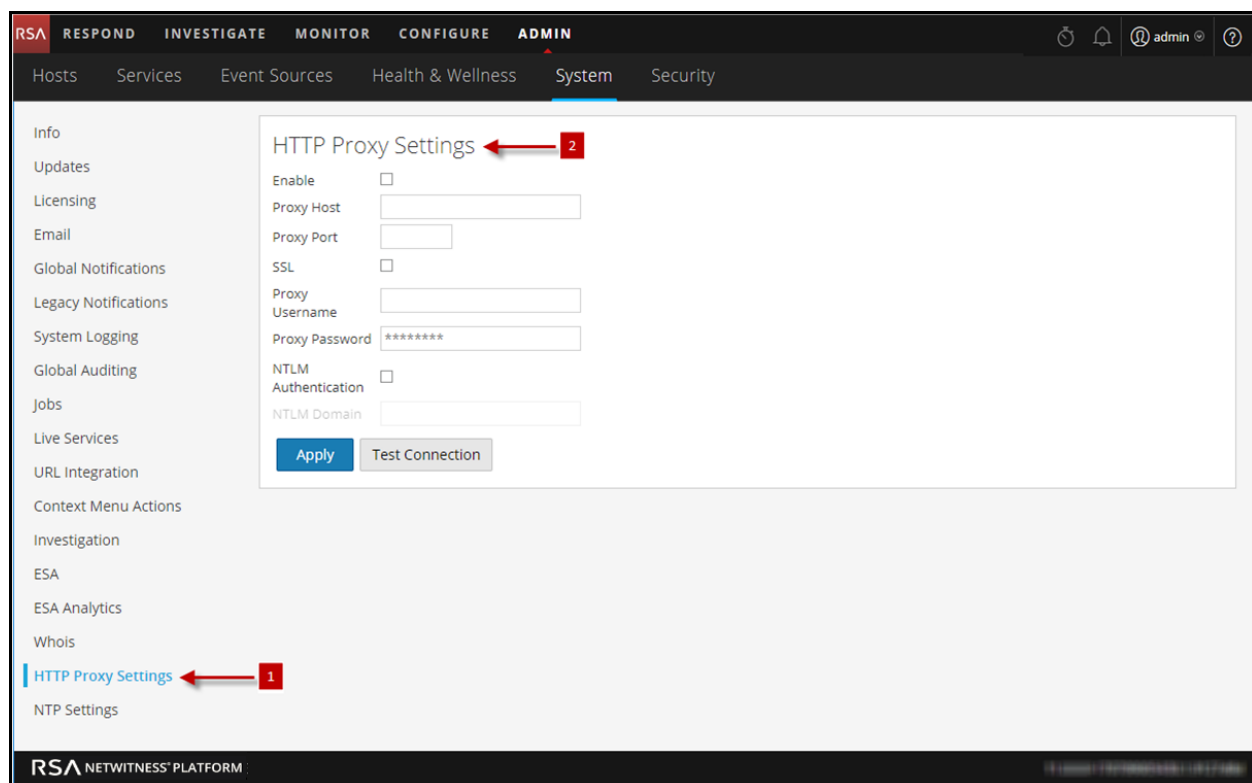 RSA RESPOND INVESTIGATE MONITOR CONFIGURE ADMIN admin ?
Hosts Services Event Sources Health & Wellness System Security
Info
Updates
Licensing
Email
Global Notifications
Legacy Notifications
System Logging
Global Auditing
Jobs
Live Services
URL Integration
Context Menu Actions
Investigation
ESA
ESA Analytics
Whois
HTTP Proxy Settings 1
NTP Settings
HTTP Proxy Settings 2
Enable
Proxy Host
Proxy Port
SSL
Proxy
Username
Proxy Password ********
NTLM
Authentication
NTLM Domain
Apply Test Connection
RSA NETWITNESS® PLATFORM